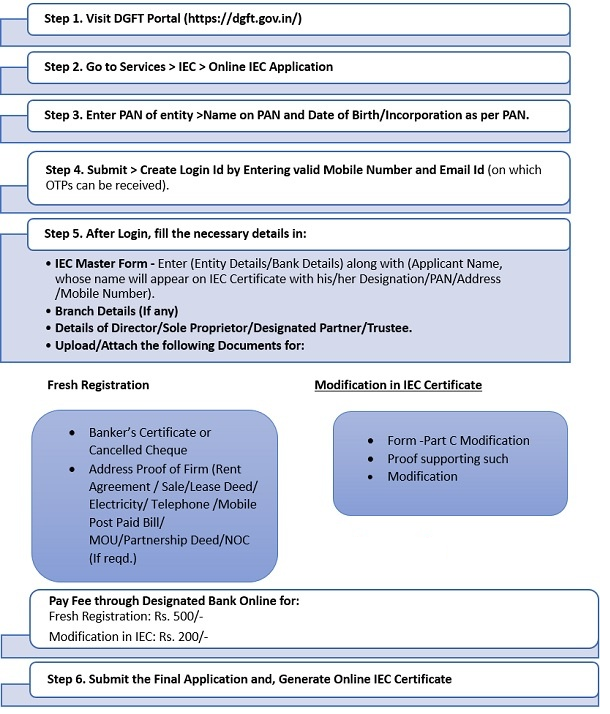 Step 1. Visit DGFT Portal (https://dgft.gov.in/)
Step 2. Go to Services > IEC > Online IEC Application
Step 3. Enter PAN of entity >Name on PAN and Date of Birth/Incorporation as per PAN.
Step 4. Submit > Create Login Id by Entering valid Mobile Number and Email Id (on which
OTPs can be received).
Step 5. After Login, fill the necessary details in:
• IEC Master Form - Enter (Entity Details/Bank Details) along with (Applicant Name,
whose name will appear on IEC Certificate with his/her Designation/PAN/Address
/Mobile Number).
• Branch Details (If any)
• Details of Director/Sole Proprietor/Designated Partner/Trustee.
• Upload/Attach the following Documents for:
Fresh Registration
• Banker's Certificate or
Cancelled Cheque
• Address Proof of Firm (Rent
Agreement / Sale/Lease Deed/
Electricity/ Telephone /Mobile
Post Paid Bill/
MOU/Partnership Deed/NOC
(If reqd.)
Modification in IEC Certificate
• Form -Part C Modification
• Proof supporting such
• Modification
Pay Fee through Designated Bank Online for:
Fresh Registration: Rs. 500/-
Modification in IEC: Rs. 200/-
Step 6. Submit the Final Application and, Generate Online IEC Certificate